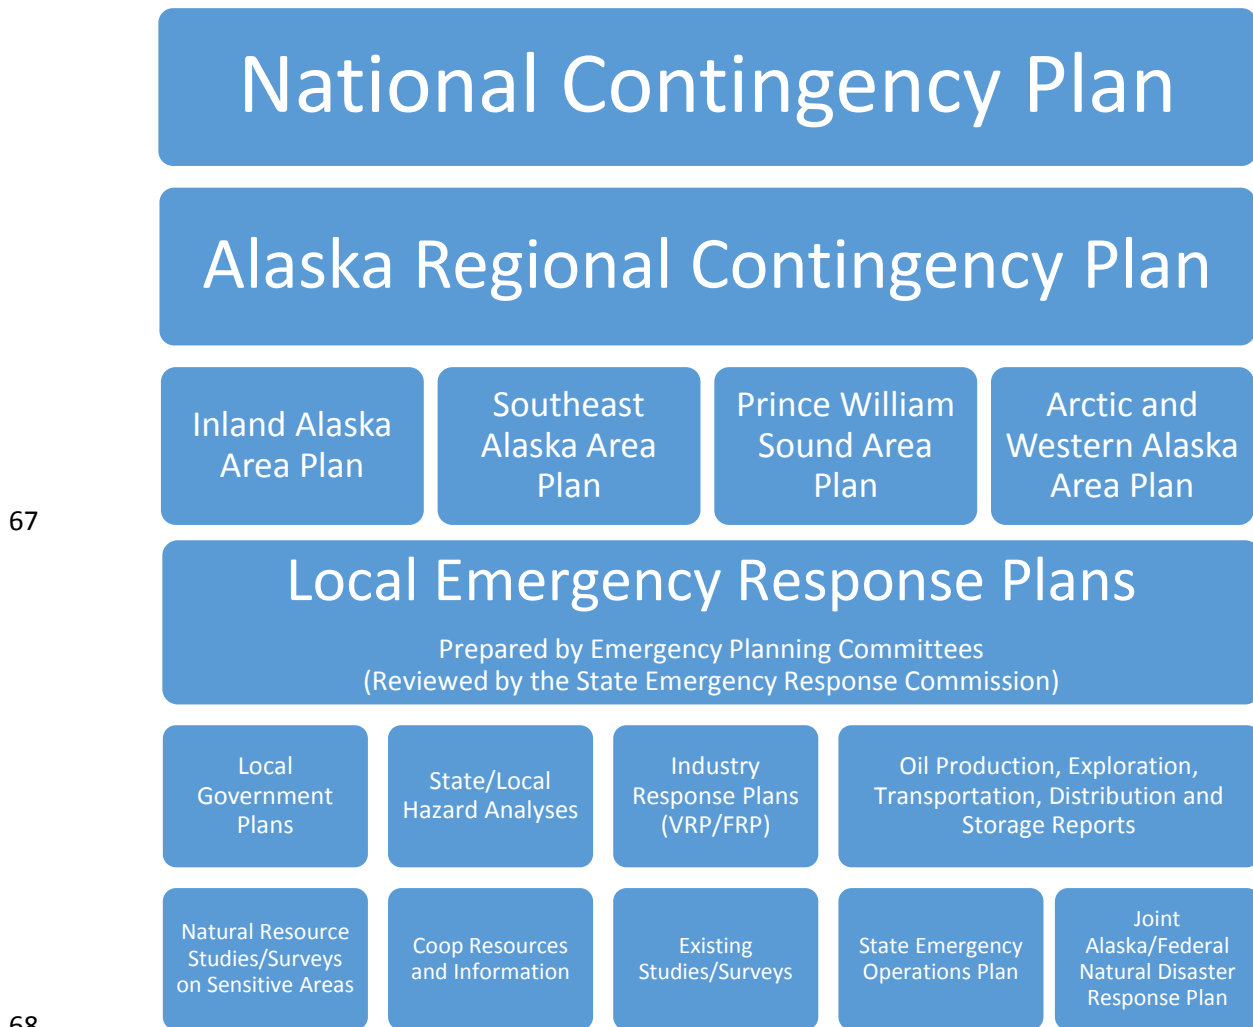 National Contingency Plan
Alaska Regional Contingency Plan
Inland Alaska
Area Plan
Southeast
Alaska Area
Plan
Prince William
Sound Area
Plan
Arctic and
Western Alaska
Area Plan
67
Local Emergency Response Plans
Prepared by Emergency Planning Committees
(Reviewed by the State Emergency Response Commission)
Local
Government
Plans
State/Local
Hazard Analyses
Industry
Response Plans
(VRP/FRP)
Oil Production, Exploration,
Transportation, Distribution and
Storage Reports
Natural Resource
Studies/Surveys
on Sensitive Areas
Coop Resources
and Information
Existing
Studies/Surveys
State Emergency
Operations Plan
Joint
Alaska/Federal
Natural Disaster
Response Plan
68